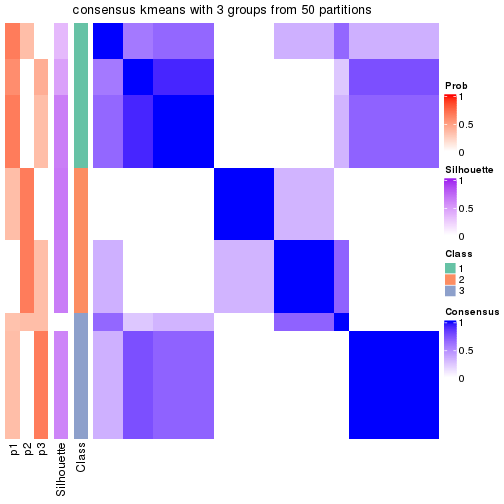 consensus kmeans with 3 groups from 50 partitions
Prob
1
0.5
0
Silhouette
1
0.5
0
Class
1
2
3
Consensus
1
0.5
0
p1
p2
p3
Silhouette
Class